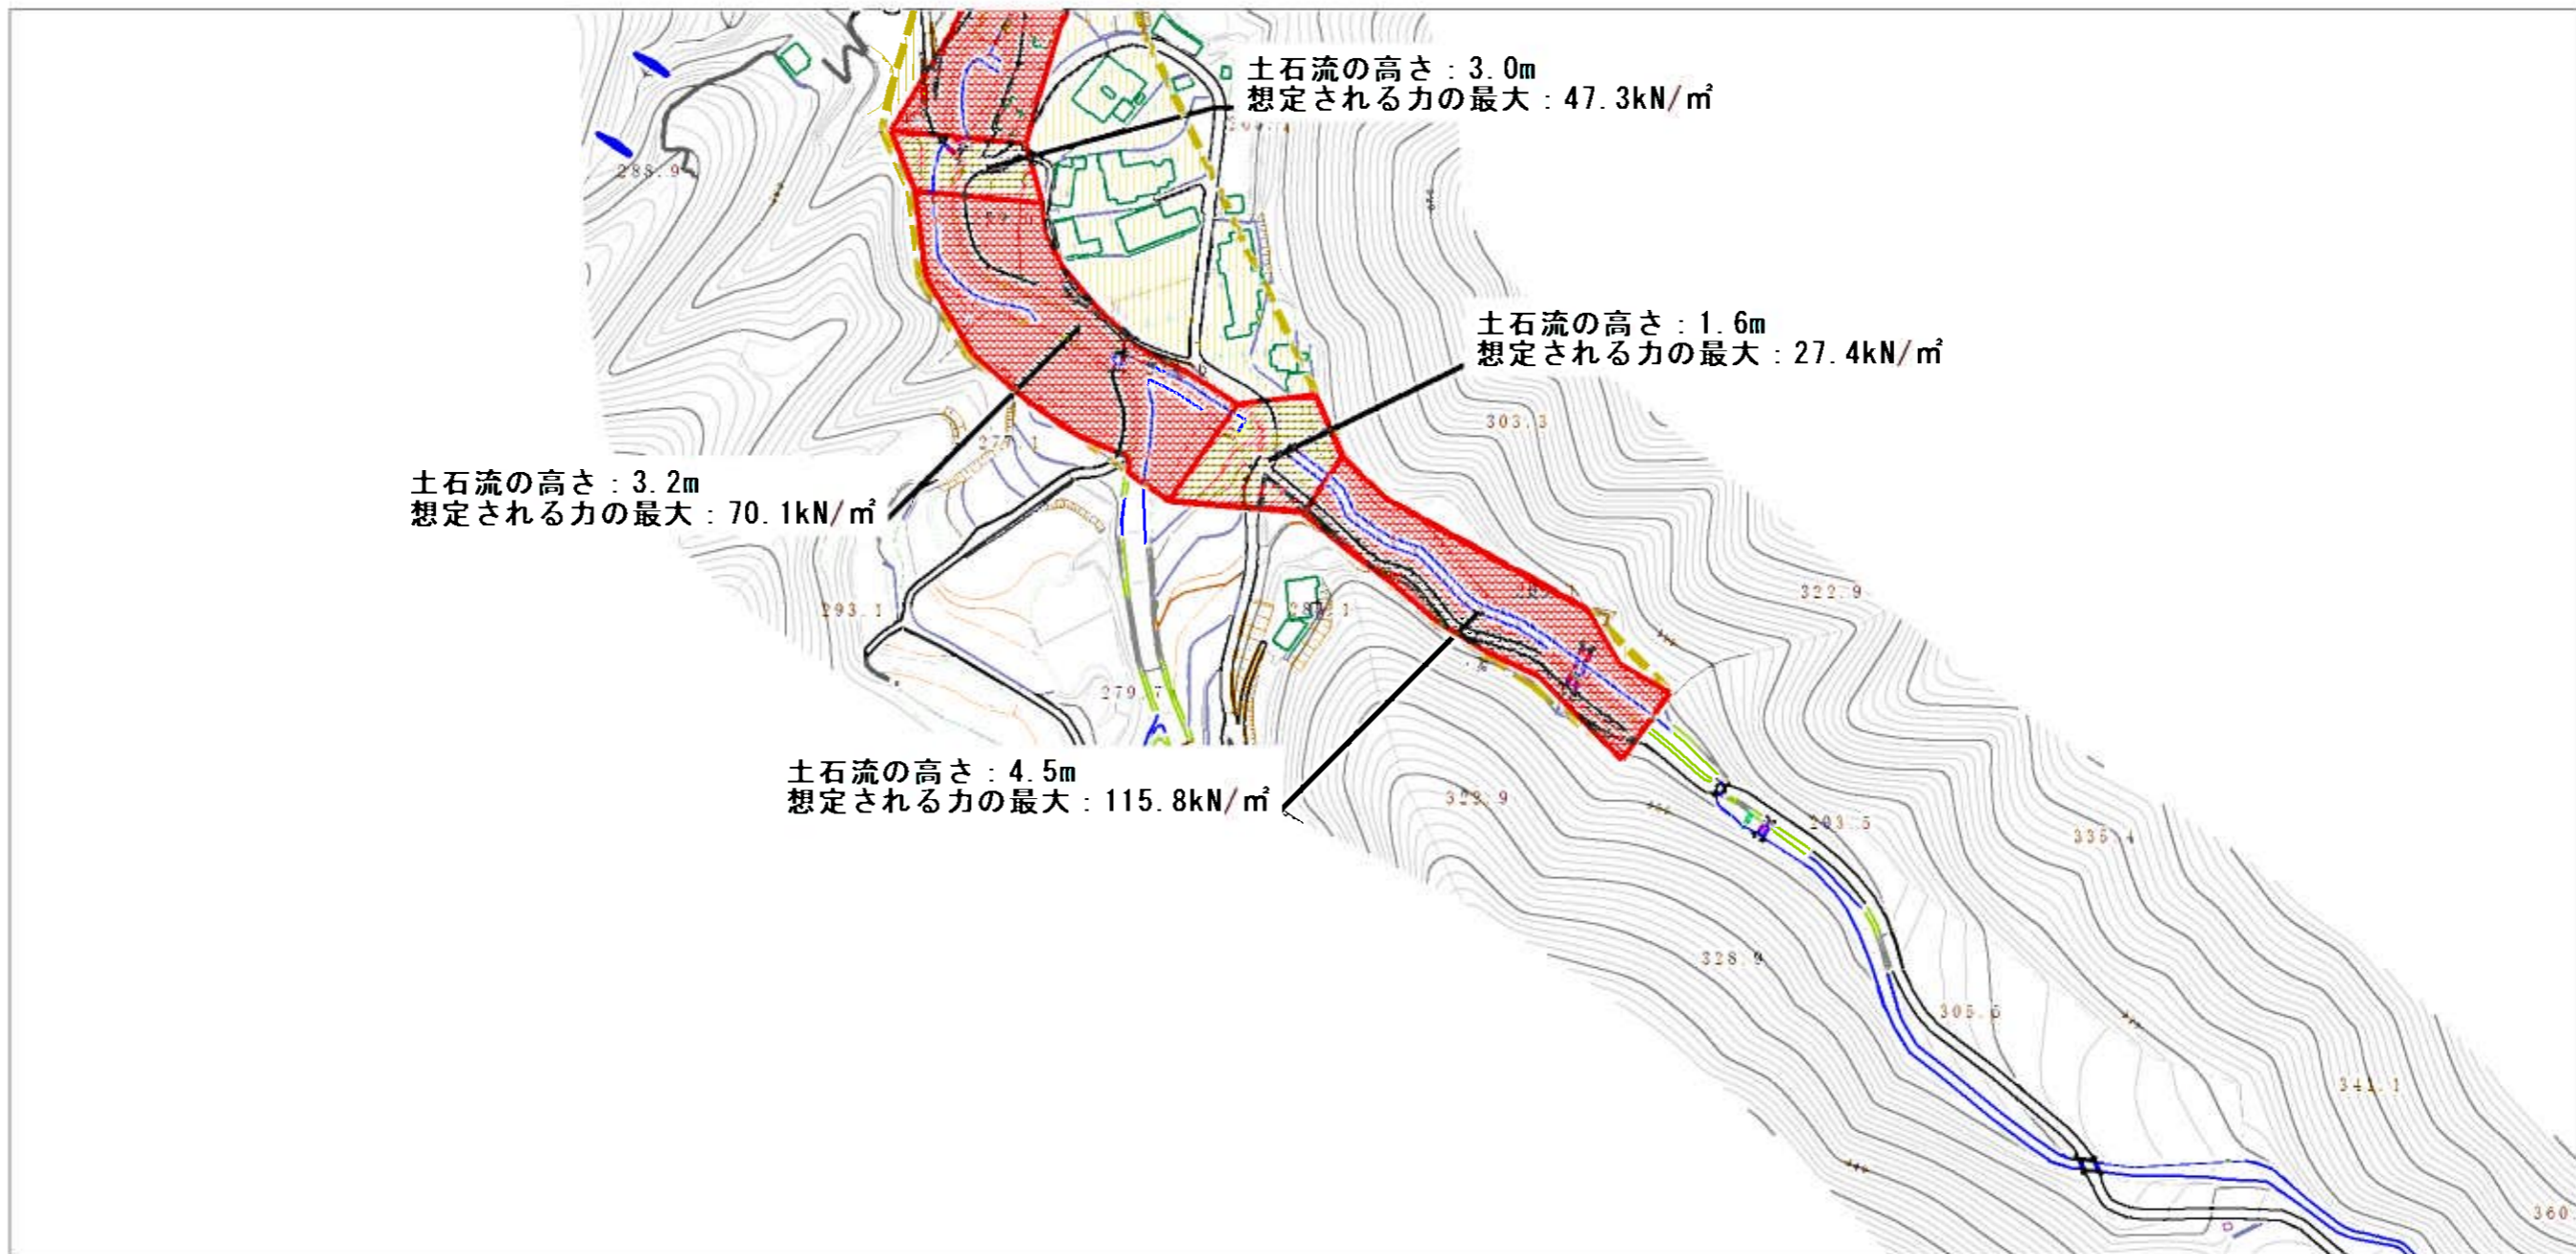 土石流の高さ：3.0m
想定される力の最大：47.3kN/㎡
288.9
土石流の高さ：1.6m
想定される力の最大：27.4kN/㎡
303.3
277.1
土石流の高さ：3.2m
想定される力の最大：70.1kN/㎡
293.1
322.9
279.7
土石流の高さ：4.5m
想定される力の最大：115.8kN/㎡
335.4
328.9
305.5
341.1
360.